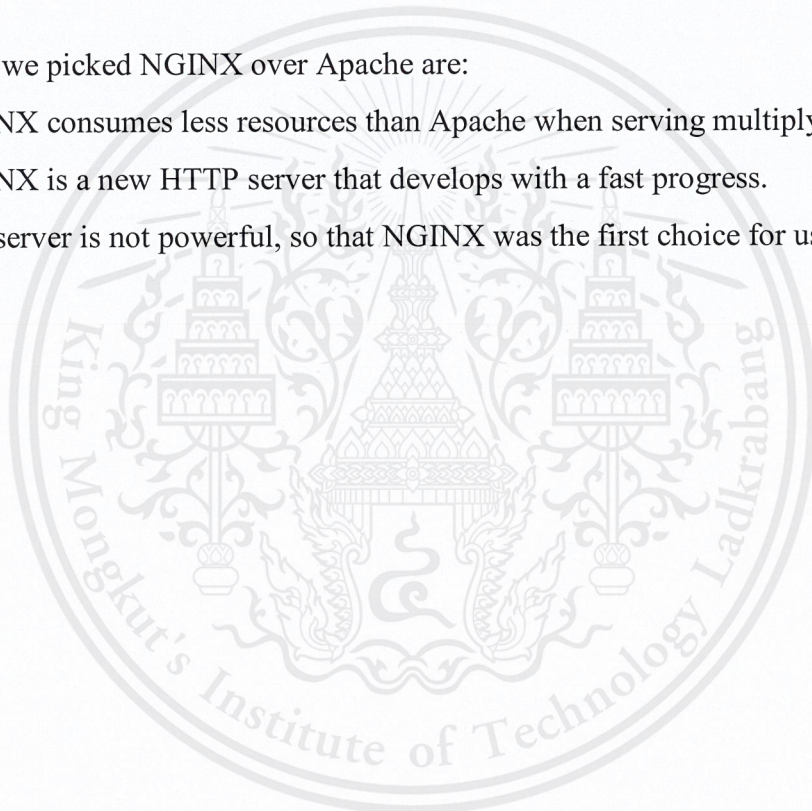 we picked NGINX over Apache are:
NX consumes less resources than Apache when serving multiply
NX is a new HTTP server that develops with a fast progress.
server is not powerful, so that NGINX was the first choice for us
King Mongkut's Institute of Technology Ladkrabang